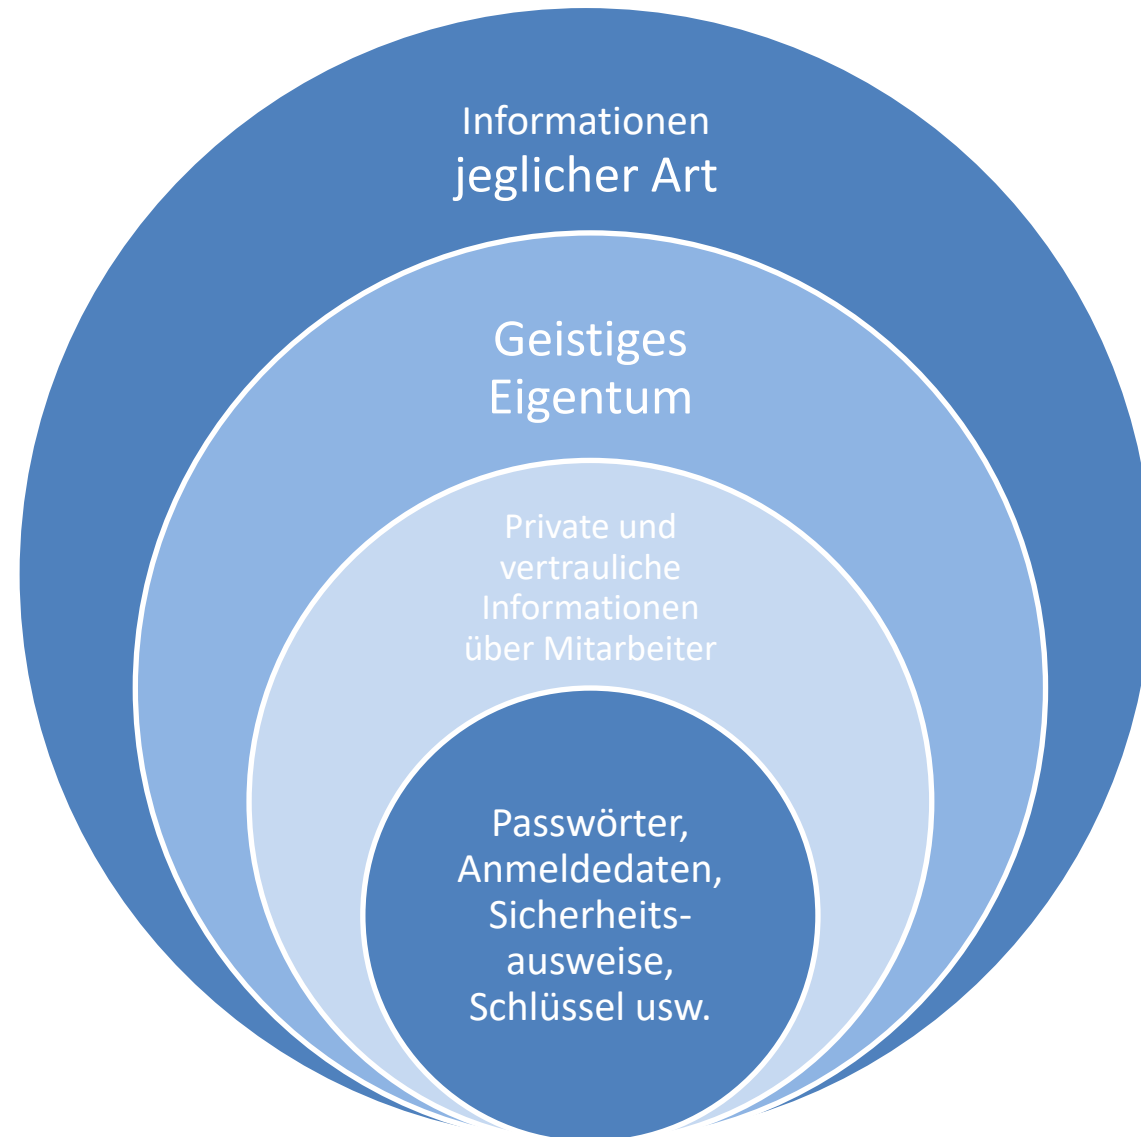 Informationen
jeglicher Art
Geistiges
Eigentum
Private und
vertrauliche
Informationen
über Mitarbeiter
Passwörter,
Anmeldedaten,
Sicherheits-
ausweise,
Schlüssel usw.